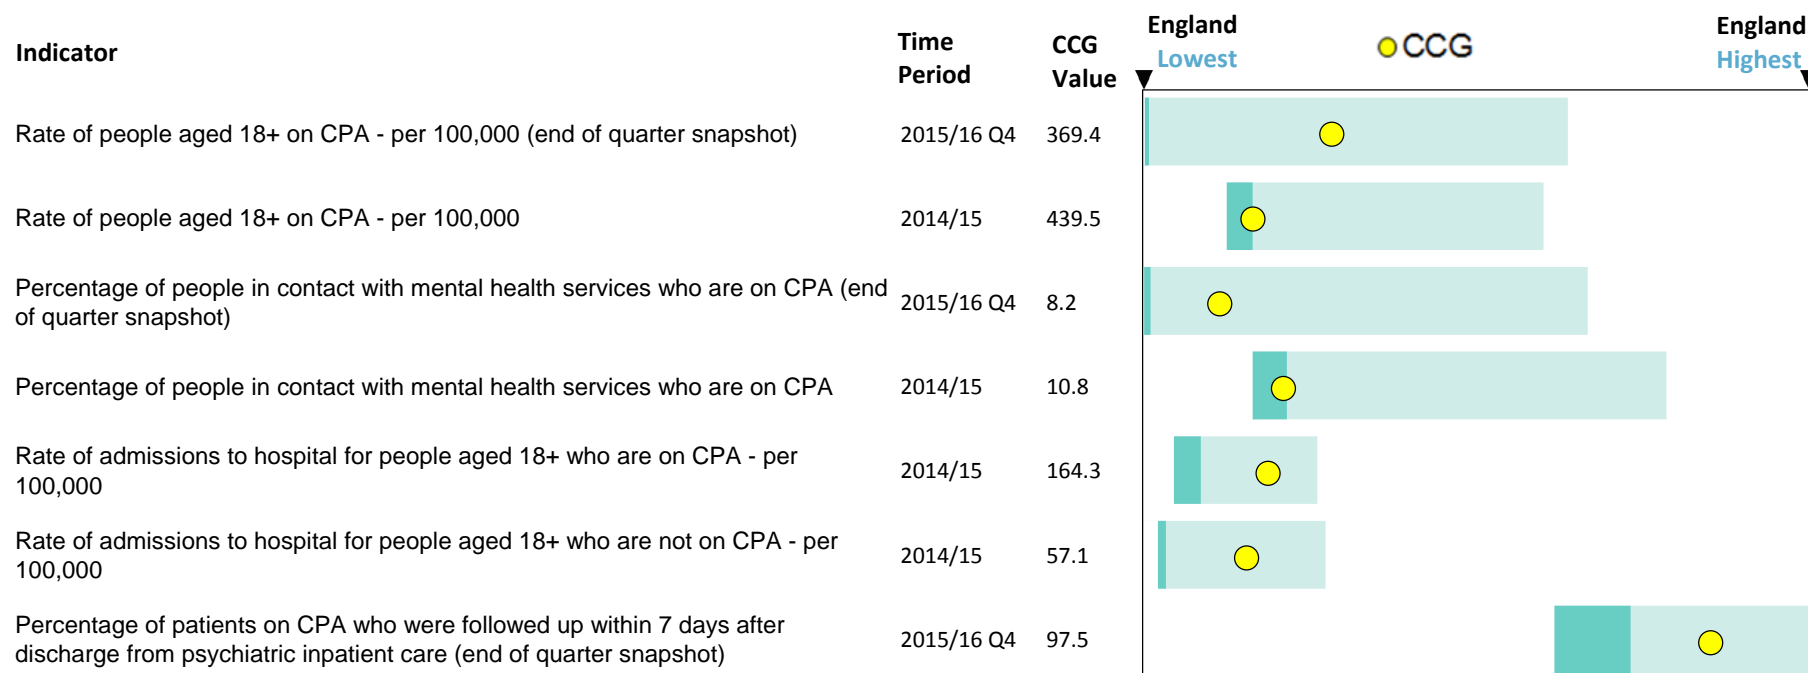 Indicator
Time Period
CCG Value
England Lowest
CCG
England Highest
Rate of people aged 18+ on CPA - per 100,000 (end of quarter snapshot)
2015/16 Q4
369.4
Rate of people aged 18+ on CPA - per 100,000
2014/15
439.5
Percentage of people in contact with mental health services who are on CPA (end
of quarter snapshot)
2015/16 Q4
8.2
Percentage of people in contact with mental health services who are on CPA
2014/15
10.8
Rate of admissions to hospital for people aged 18+ who are on CPA - per
100,000
2014/15
164.3
Rate of admissions to hospital for people aged 18+ who are not on CPA - per
100,000
2014/15
57.1
Percentage of patients on CPA who were followed up within 7 days after
discharge from psychiatric inpatient care (end of quarter snapshot)
2015/16 Q4
97.5